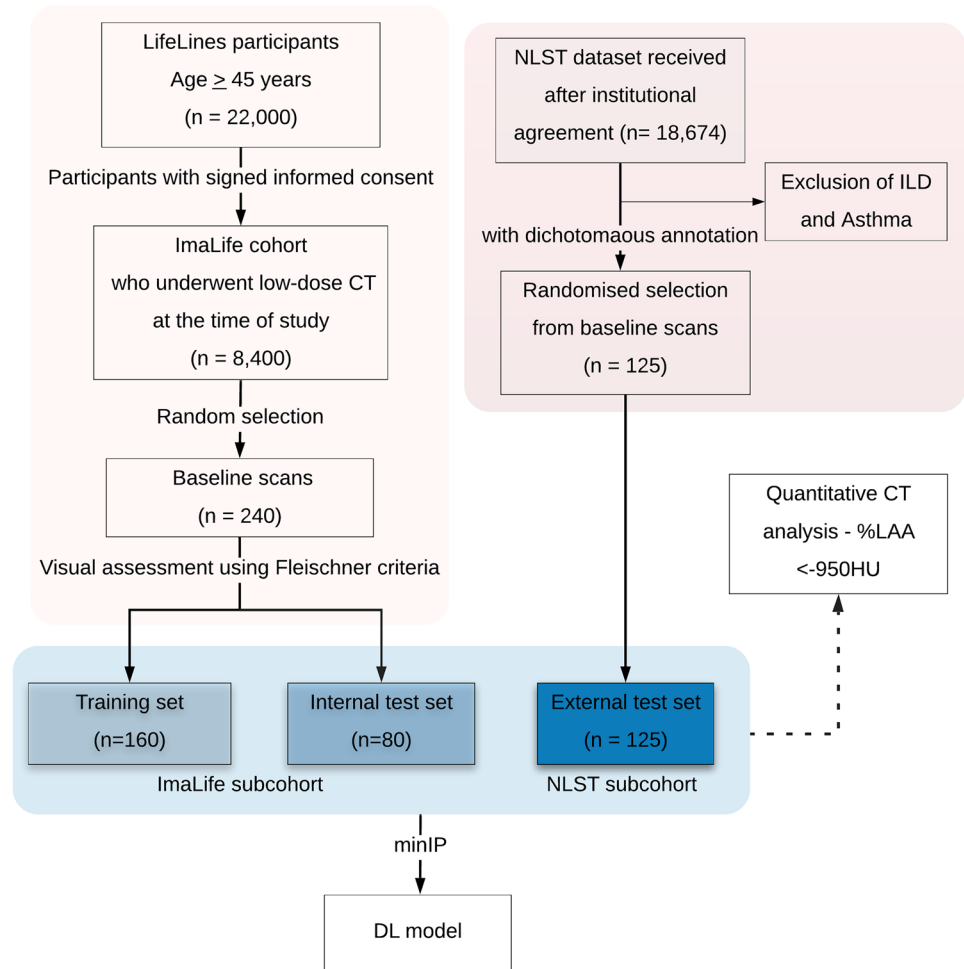 LifeLines participants
Age ≥ 45 years
(n = 22,000)
Participants with signed informed consent
ImaLife cohort
who underwent low-dose CT
at the time of study
(n = 8,400)
Random selection
Baseline scans
(n = 240)
Visual assessment using Fleischner criteria
NLST dataset received
after institutional
agreement (n= 18,674)
Exclusion of ILD
and Asthma
with dichotomaous annotation
Randomised selection
from baseline scans
(n = 125)
Quantitative CT
analysis - %LAA
<-950HU
Training set
(n=160)
Internal test set
(n=80)
External test set
(n = 125)
ImaLife subcohort
NLST subcohort
minIP
DL model